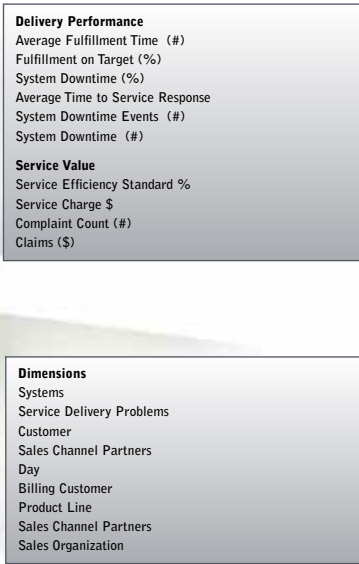 Delivery Performance
Average Fulfillment Time (#)
Fulfillment on Target (%)
System Downtime (%)
Average Time to Service Response
System Downtime Events (#)
System Downtime (#)
Service Value
Service Efficiency Standard %
Service Charge $
Complaint Count (#)
Claims ($)
Dimensions
Systems
Service Delivery Problems
Customer
Sales Channel Partners
Day
Billing Customer
Product Line
Sales Channel Partners
Sales Organization